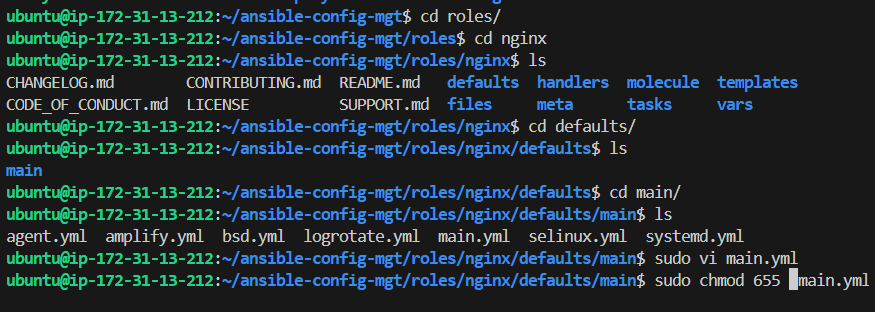 ubuntu@ip-172-31-13-212:~/ansible-config-mgt$ cd roles/
ubuntu@ip-172-31-13-212:~/ansible-config-mgt/roles$ cd nginx
ubuntu@ip-172-31-13-212:~/ansible-config-mgt/roles/nginx$ ls
CHANGELOG.md CONTRIBUTING.md README.md defaults handlers molecule templates
CODE_OF_CONDUCT.md LICENSE SUPPORT.md files meta tasks vars
ubuntu@ip-172-31-13-212:~/ansible-config-mgt/roles/nginx$ cd defaults/
ubuntu@ip-172-31-13-212:~/ansible-config-mgt/roles/nginx/defaults$ ls
main
ubuntu@ip-172-31-13-212:~/ansible-config-mgt/roles/nginx/defaults$ cd main/
ubuntu@ip-172-31-13-212:~/ansible-config-mgt/roles/nginx/defaults/main$ ls
agent.yml amplify.yml bsd.yml logrotate.yml main.yml selinux.yml systemd.yml
ubuntu@ip-172-31-13-212:~/ansible-config-mgt/roles/nginx/defaults/main$ sudo vi main.yml
ubuntu@ip-172-31-13-212:~/ansible-config-mgt/roles/nginx/defaults/main$ sudo chmod 655 main.yml